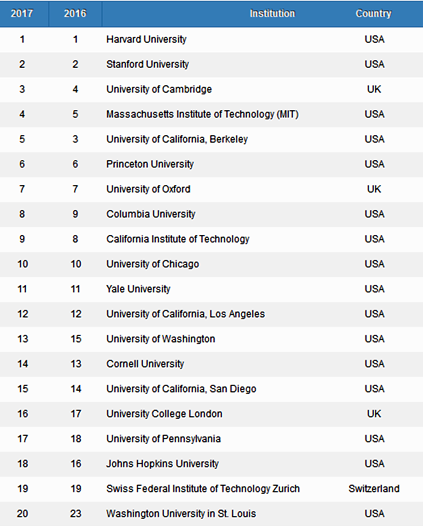 2017 2016 Institution Country
1 1 Harvard University USA
2 2 Stanford University USA
3 4 University of Cambridge UK
4 5 Massachusetts Institute of Technology (MIT) USA
5 3 University of California, Berkeley USA
6 6 Princeton University USA
7 7 University of Oxford UK
8 9 Columbia University USA
9 8 California Institute of Technology USA
10 10 University of Chicago USA
11 11 Yale University USA
12 12 University of California, Los Angeles USA
13 15 University of Washington USA
14 13 Cornell University USA
15 14 University of California, San Diego USA
16 17 University College London UK
17 18 University of Pennsylvania USA
18 16 Johns Hopkins University USA
19 19 Swiss Federal Institute of Technology Zurich Switzerland
20 23 Washington University in St. Louis USA